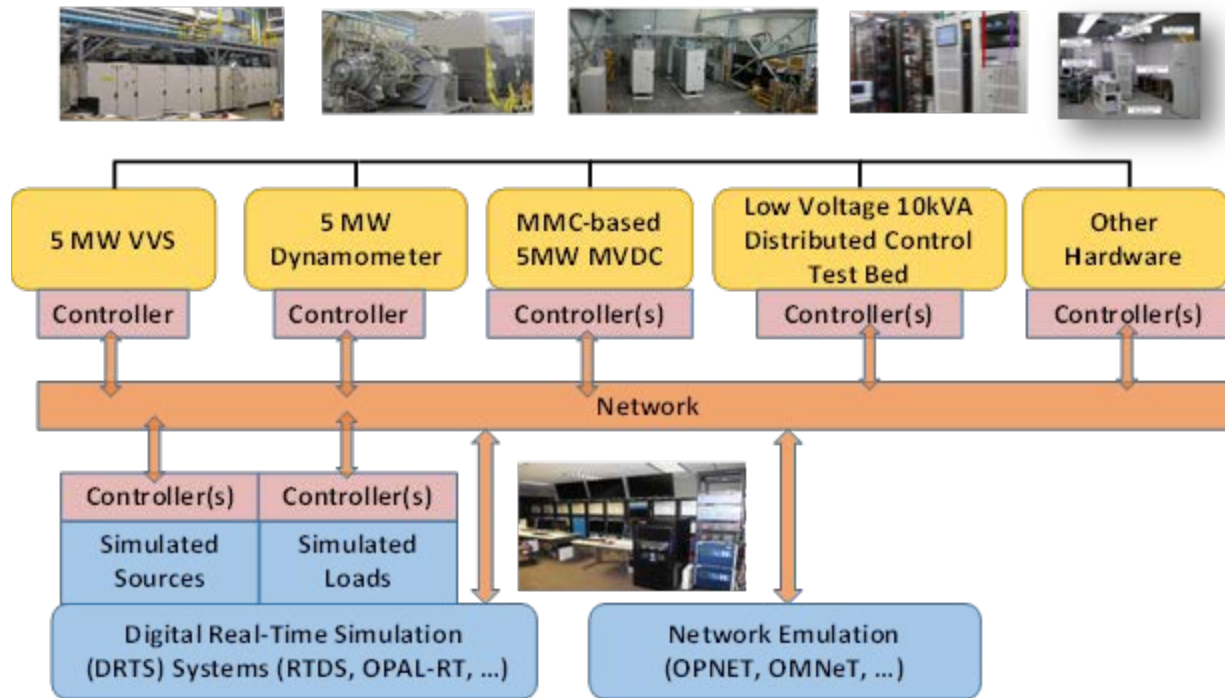 5 MW VVS
5 MW
Dynamometer
MMC-based
5MW MVDC
Low Voltage 10kVA
Distributed Control
Test Bed
Other
Hardware
Controller
Controller
Controller(s)
Controller(s)
Controller(s)
Network
Controller(s)
Controller(s)
Simulated
Sources
Simulated
Loads
Digital Real-Time Simulation
(DRTS) Systems (RTDS, OPAL-RT, ...)
Network Emulation
(OPNET, OMNeT, ...)